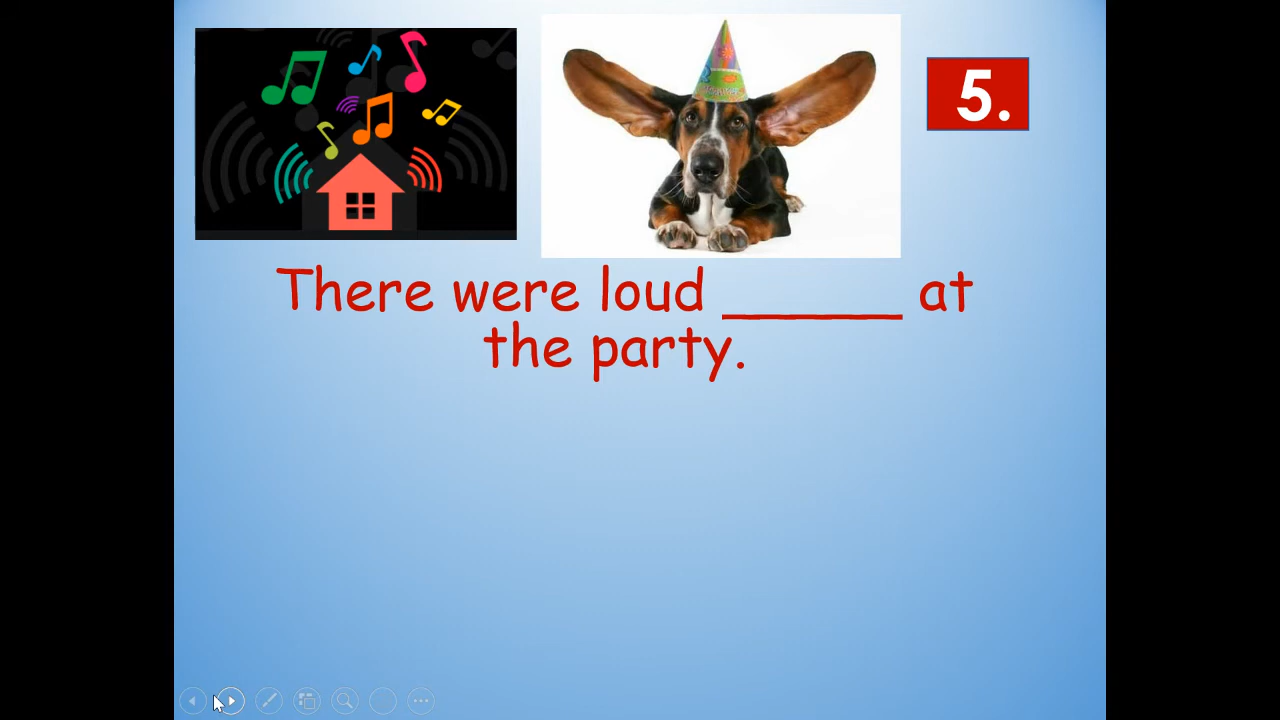 5.
There were loud ______ at
the party.